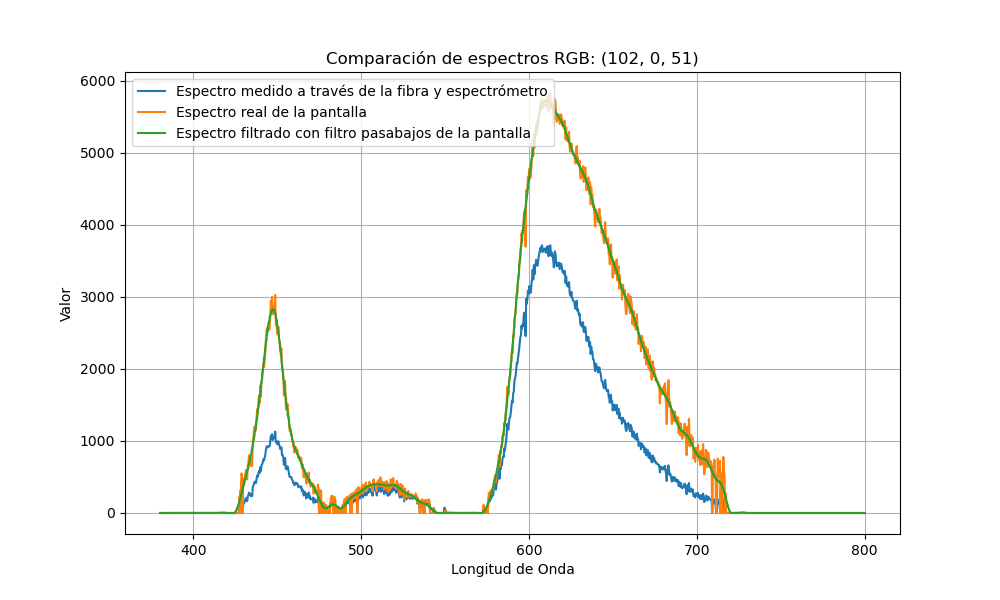 Comparación de espectros RGB: (102, 0, 51)
Espectro medido a través de la fibra y espectrómetro
Espectro real de la pantalla
Espectro filtrado con filtro pasabajos de la pantalla
Valor
6000
5000
4000
3000
2000
1000
0
400 500 600 700 800
Longitud de Onda